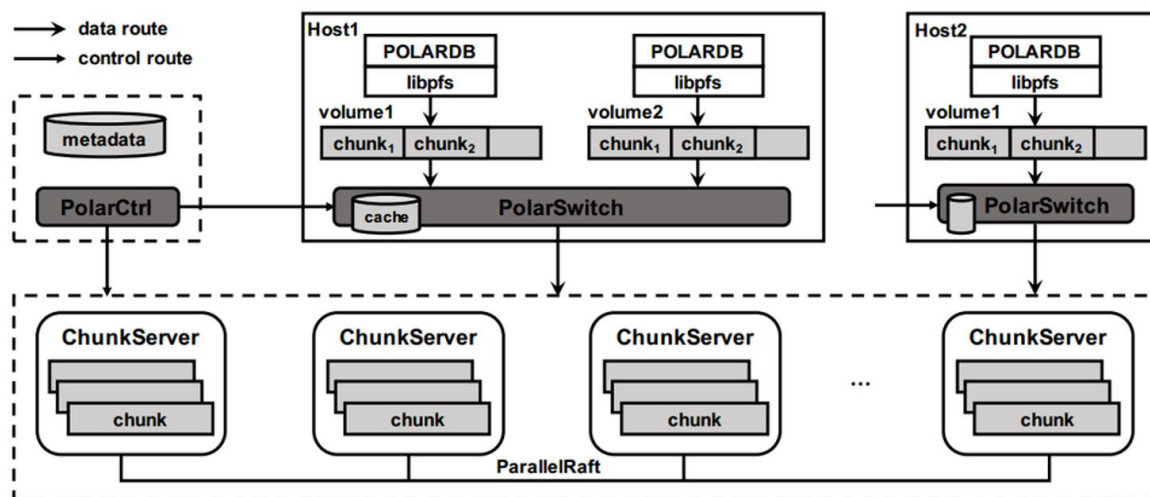 data route
control route
metadata
PolarCtrl
Host1
POLARDB
libpfs
volume1
chunk₁ chunk₂
POLARDB
libpfs
volume2
chunk₁ chunk₂
cache
PolarSwitch
Host2
POLARDB
libpfs
volume1
chunk₁ chunk₂
PolarSwitch
ChunkServer
chunk
ChunkServer
chunk
ChunkServer
chunk
...
ChunkServer
chunk
ParallelRaft